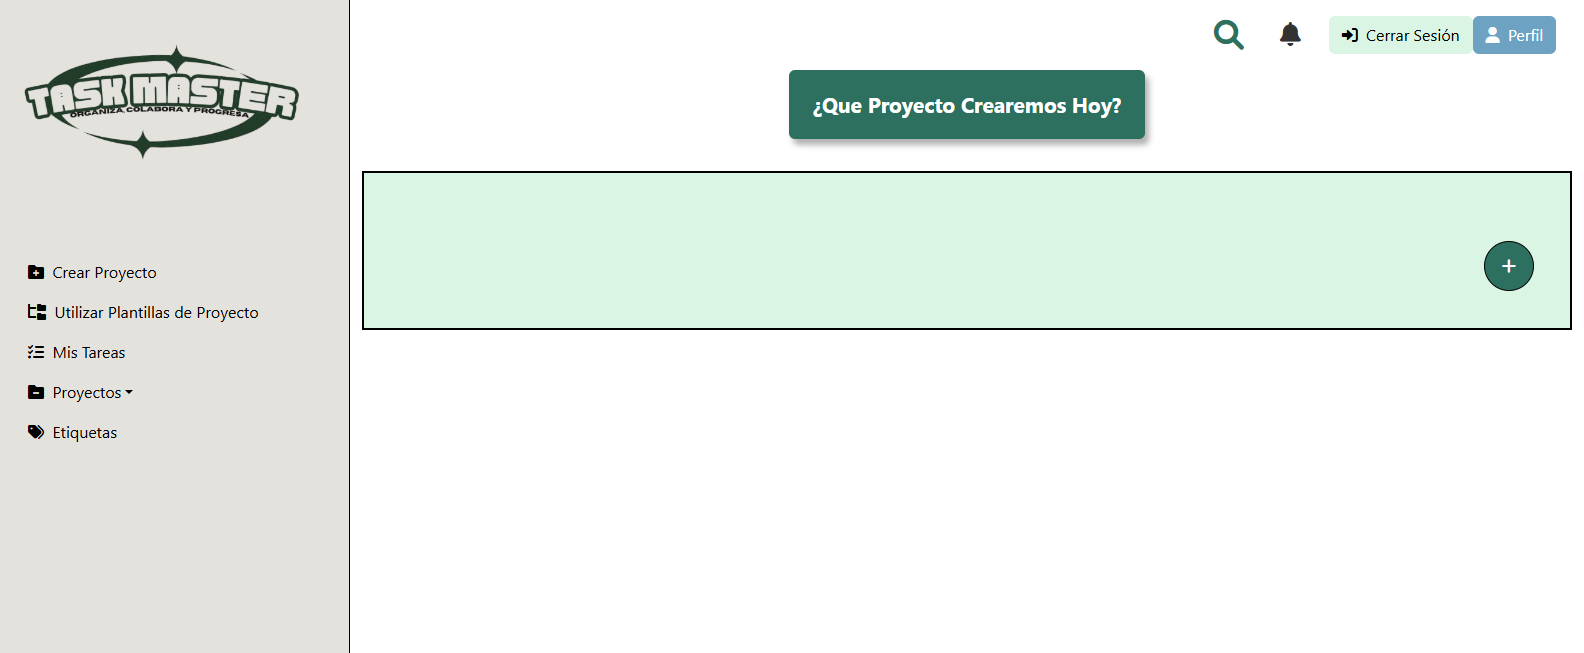 TASK MASTER
ORGANIZA, COLABORA Y PROGRESA
Crear Proyecto
Utilizar Plantillas de Proyecto
Mis Tareas
Proyectos
Etiquetas
Cerrar Sesión
Perfil
¿Que Proyecto Crearemos Hoy?
+